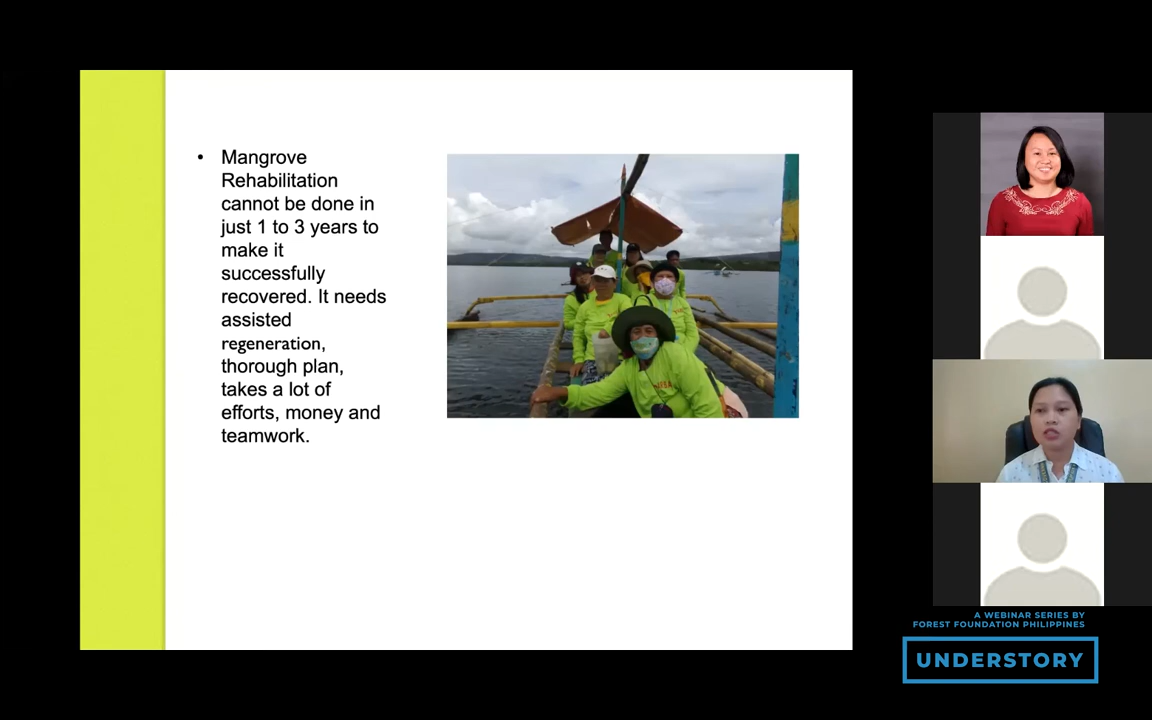 • Mangrove
Rehabilitation
cannot be done in
just 1 to 3 years to
make it
successfully
recovered. It needs
assisted
regeneration,
thorough plan,
takes a lot of
efforts, money and
teamwork.
A WEBINAR SERIES BY
FOREST FOUNDATION PHILIPPINES
UNDERSTORY